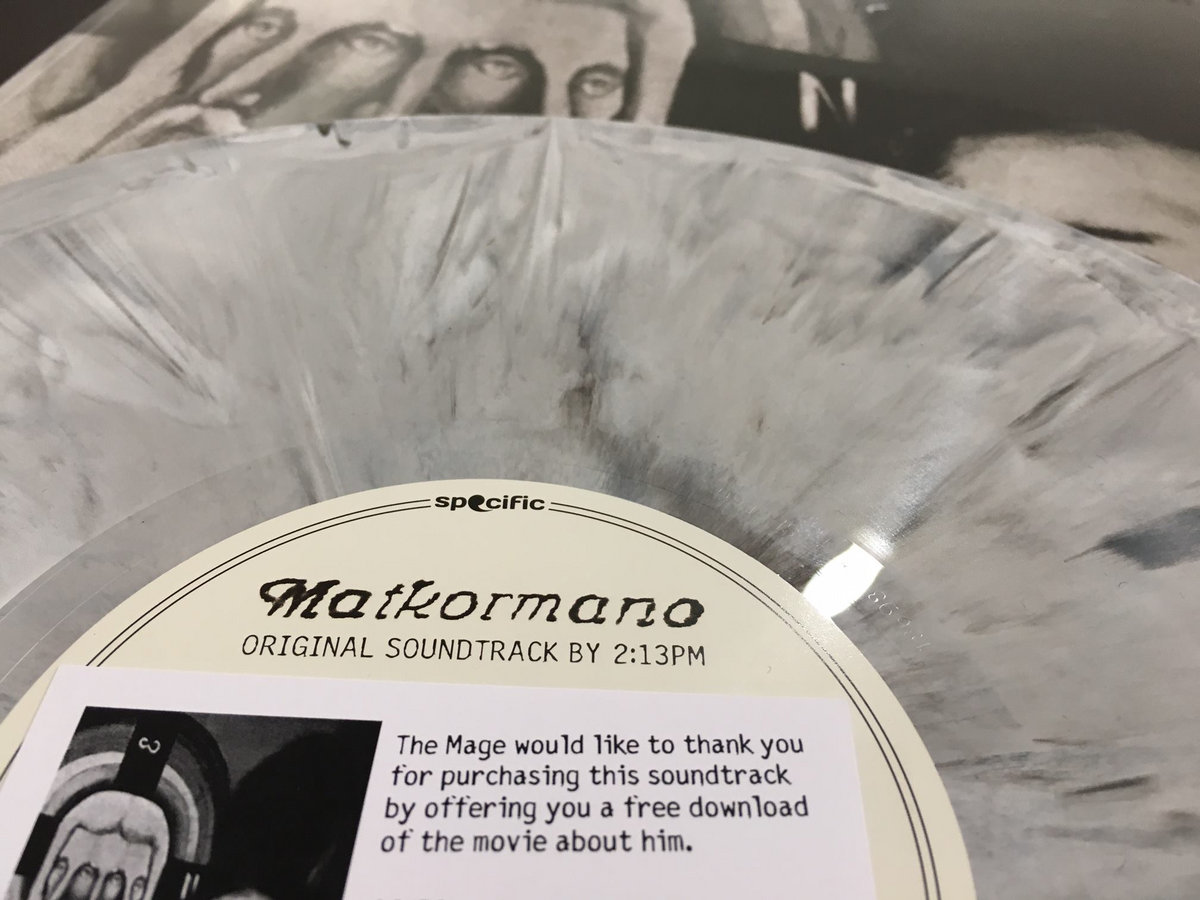 N
specific
Matkormano
ORIGINAL SOUNDTRACK BY 2:13PM
3
The Mage would like to thank you
for purchasing this soundtrack
by offering you a free download
of the movie about him.
N